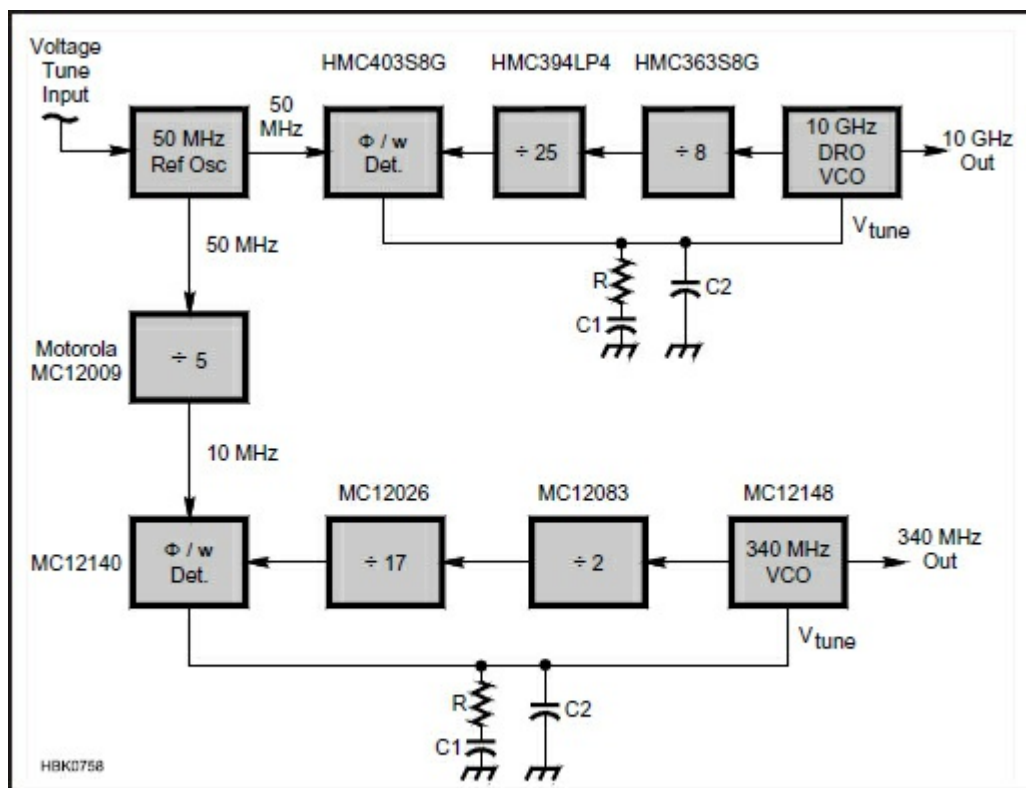 Voltage
Tune
Input
HMC403S8G
HMC394LP4
HMC363S8G
50 MHz
Ref Osc
50
MHz
Φ / w
Det.
÷ 25
÷ 8
10 GHz
DRO
VCO
10 GHz
Out
Vtune
50 MHz
R
C1
C2
Motorola
MC12009
÷ 5
10 MHz
MC12026
MC12083
MC12148
MC12140
Φ / w
Det.
÷ 17
÷ 2
340 MHz
VCO
340 MHz
Out
Vtune
R
C1
C2
HBK0758